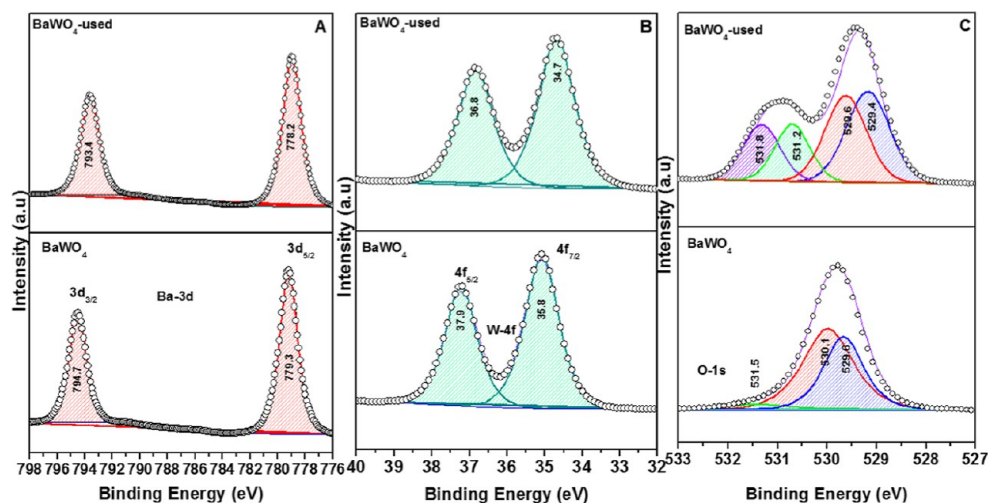 BaWO₄-used
A
793.4
778.2
BaWO₄
3d₃/₂
Ba-3d
3d₅/₂
794.7
779.3
798 796 794 792 790 788 786 784 782 780 778 776
Binding Energy (eV)
Intensity (a.u)
BaWO₄-used
B
36.8
34.7
BaWO₄
4f₅/₂
W-4f
4f₇/₂
37.9
35.8
40 39 38 37 36 35 34 33 32
Binding Energy (eV)
Intensity (a.u)
BaWO₄-used
C
531.8
531.2
529.6
529.4
BaWO₄
O-1s
531.5
530.1
529.8
533 532 531 530 529 528 527
Binding Energy (eV)
Intensity (a.u)